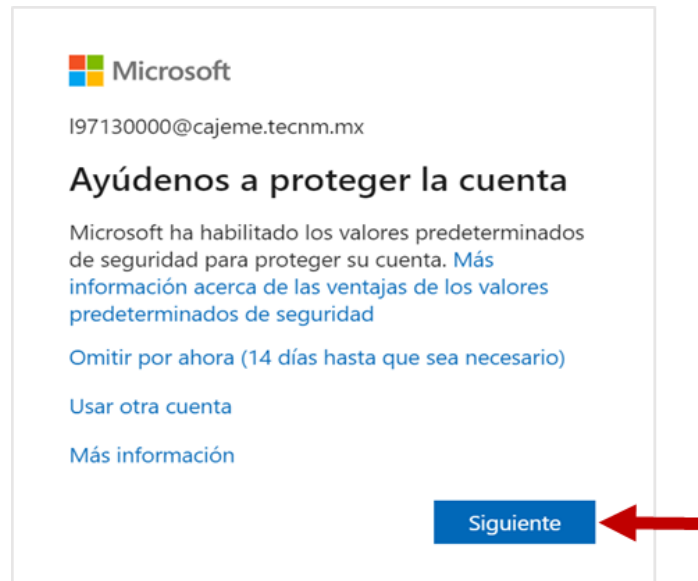 Microsoft
l97130000@cajeme.tecnm.mx
Ayúdenos a proteger la cuenta
Microsoft ha habilitado los valores predeterminados
de seguridad para proteger su cuenta. Más
información acerca de las ventajas de los valores
predeterminados de seguridad
Omitir por ahora (14 días hasta que sea necesario)
Usar otra cuenta
Más información
Siguiente